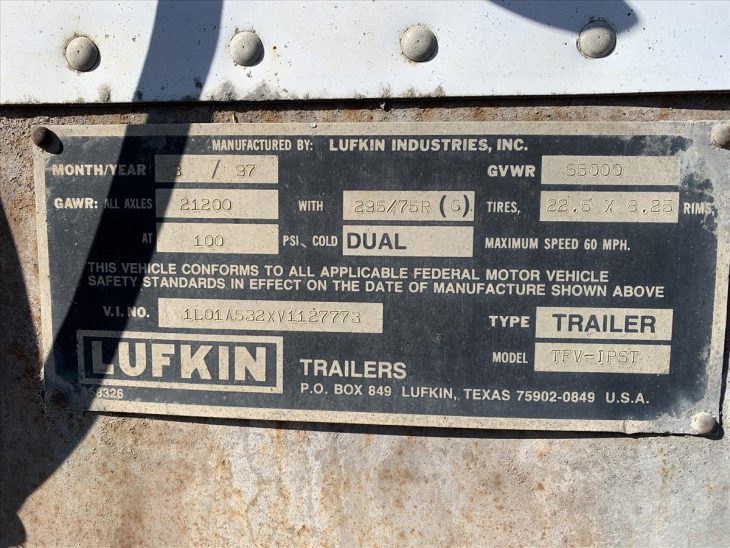 MANUFACTURED BY: LUFKIN INDUSTRIES, INC.
MONTH/YEAR 3 / 97 GVWR 65000
GAWR: ALL AXLES 21200 WITH 295/75R (G) TIRES, 22.5 X 8.25 RIMS,
AT 100 PSI, COLD DUAL MAXIMUM SPEED 60 MPH.
THIS VEHICLE CONFORMS TO ALL APPLICABLE FEDERAL MOTOR VEHICLE
SAFETY STANDARDS IN EFFECT ON THE DATE OF MANUFACTURE SHOWN ABOVE
V.I. NO. 1L01A532XV1127773 TYPE TRAILER
LUFKIN TRAILERS MODEL TFV-IPST
P.O. BOX 849 LUFKIN, TEXAS 75902-0849 U.S.A.